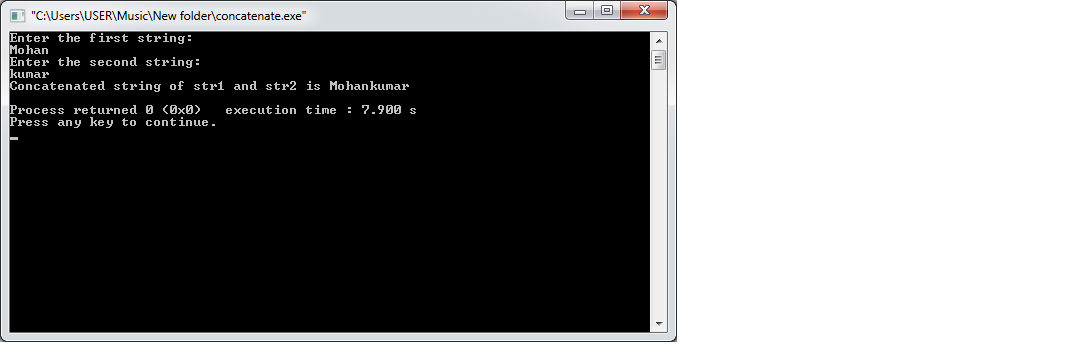 "C:\Users\USER\Music\New folder\concatenate.exe"
Enter the first string:
Mohan
Enter the second string:
kumar
Concatenated string of str1 and str2 is Mohankumar
Process returned 0 (0x0)   execution time : 7.900 s
Press any key to continue.